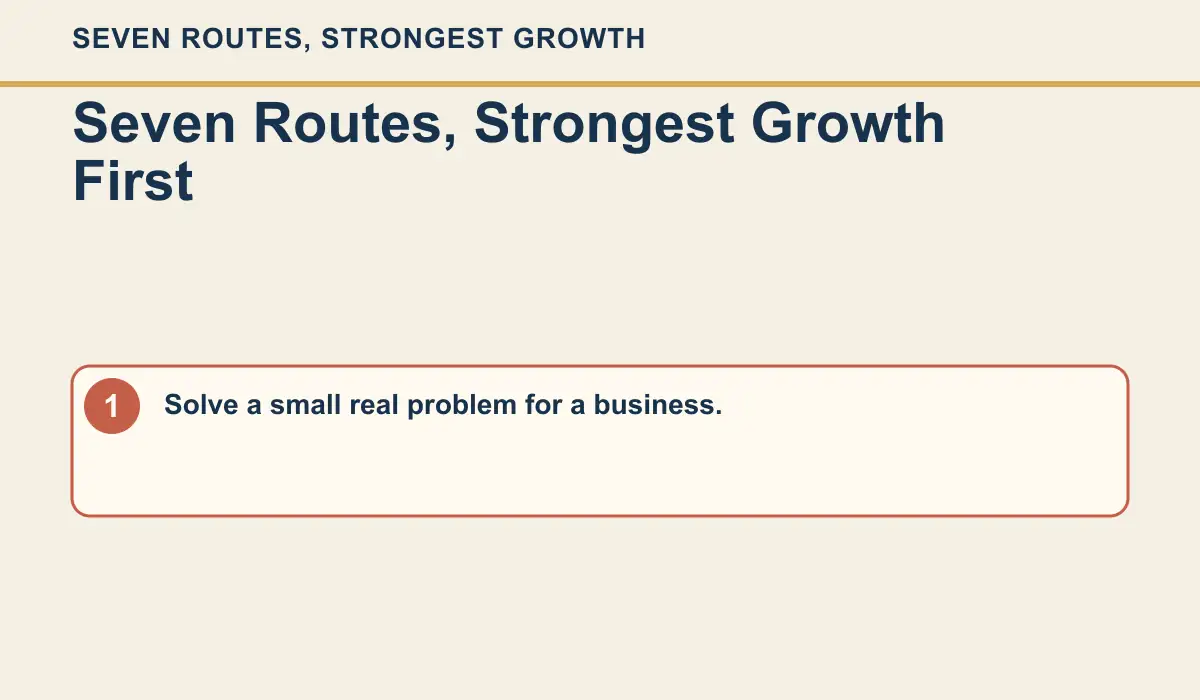 SEVEN ROUTES, STRONGEST GROWTH
Seven Routes, Strongest Growth
First
1
Solve a small real problem for a business.